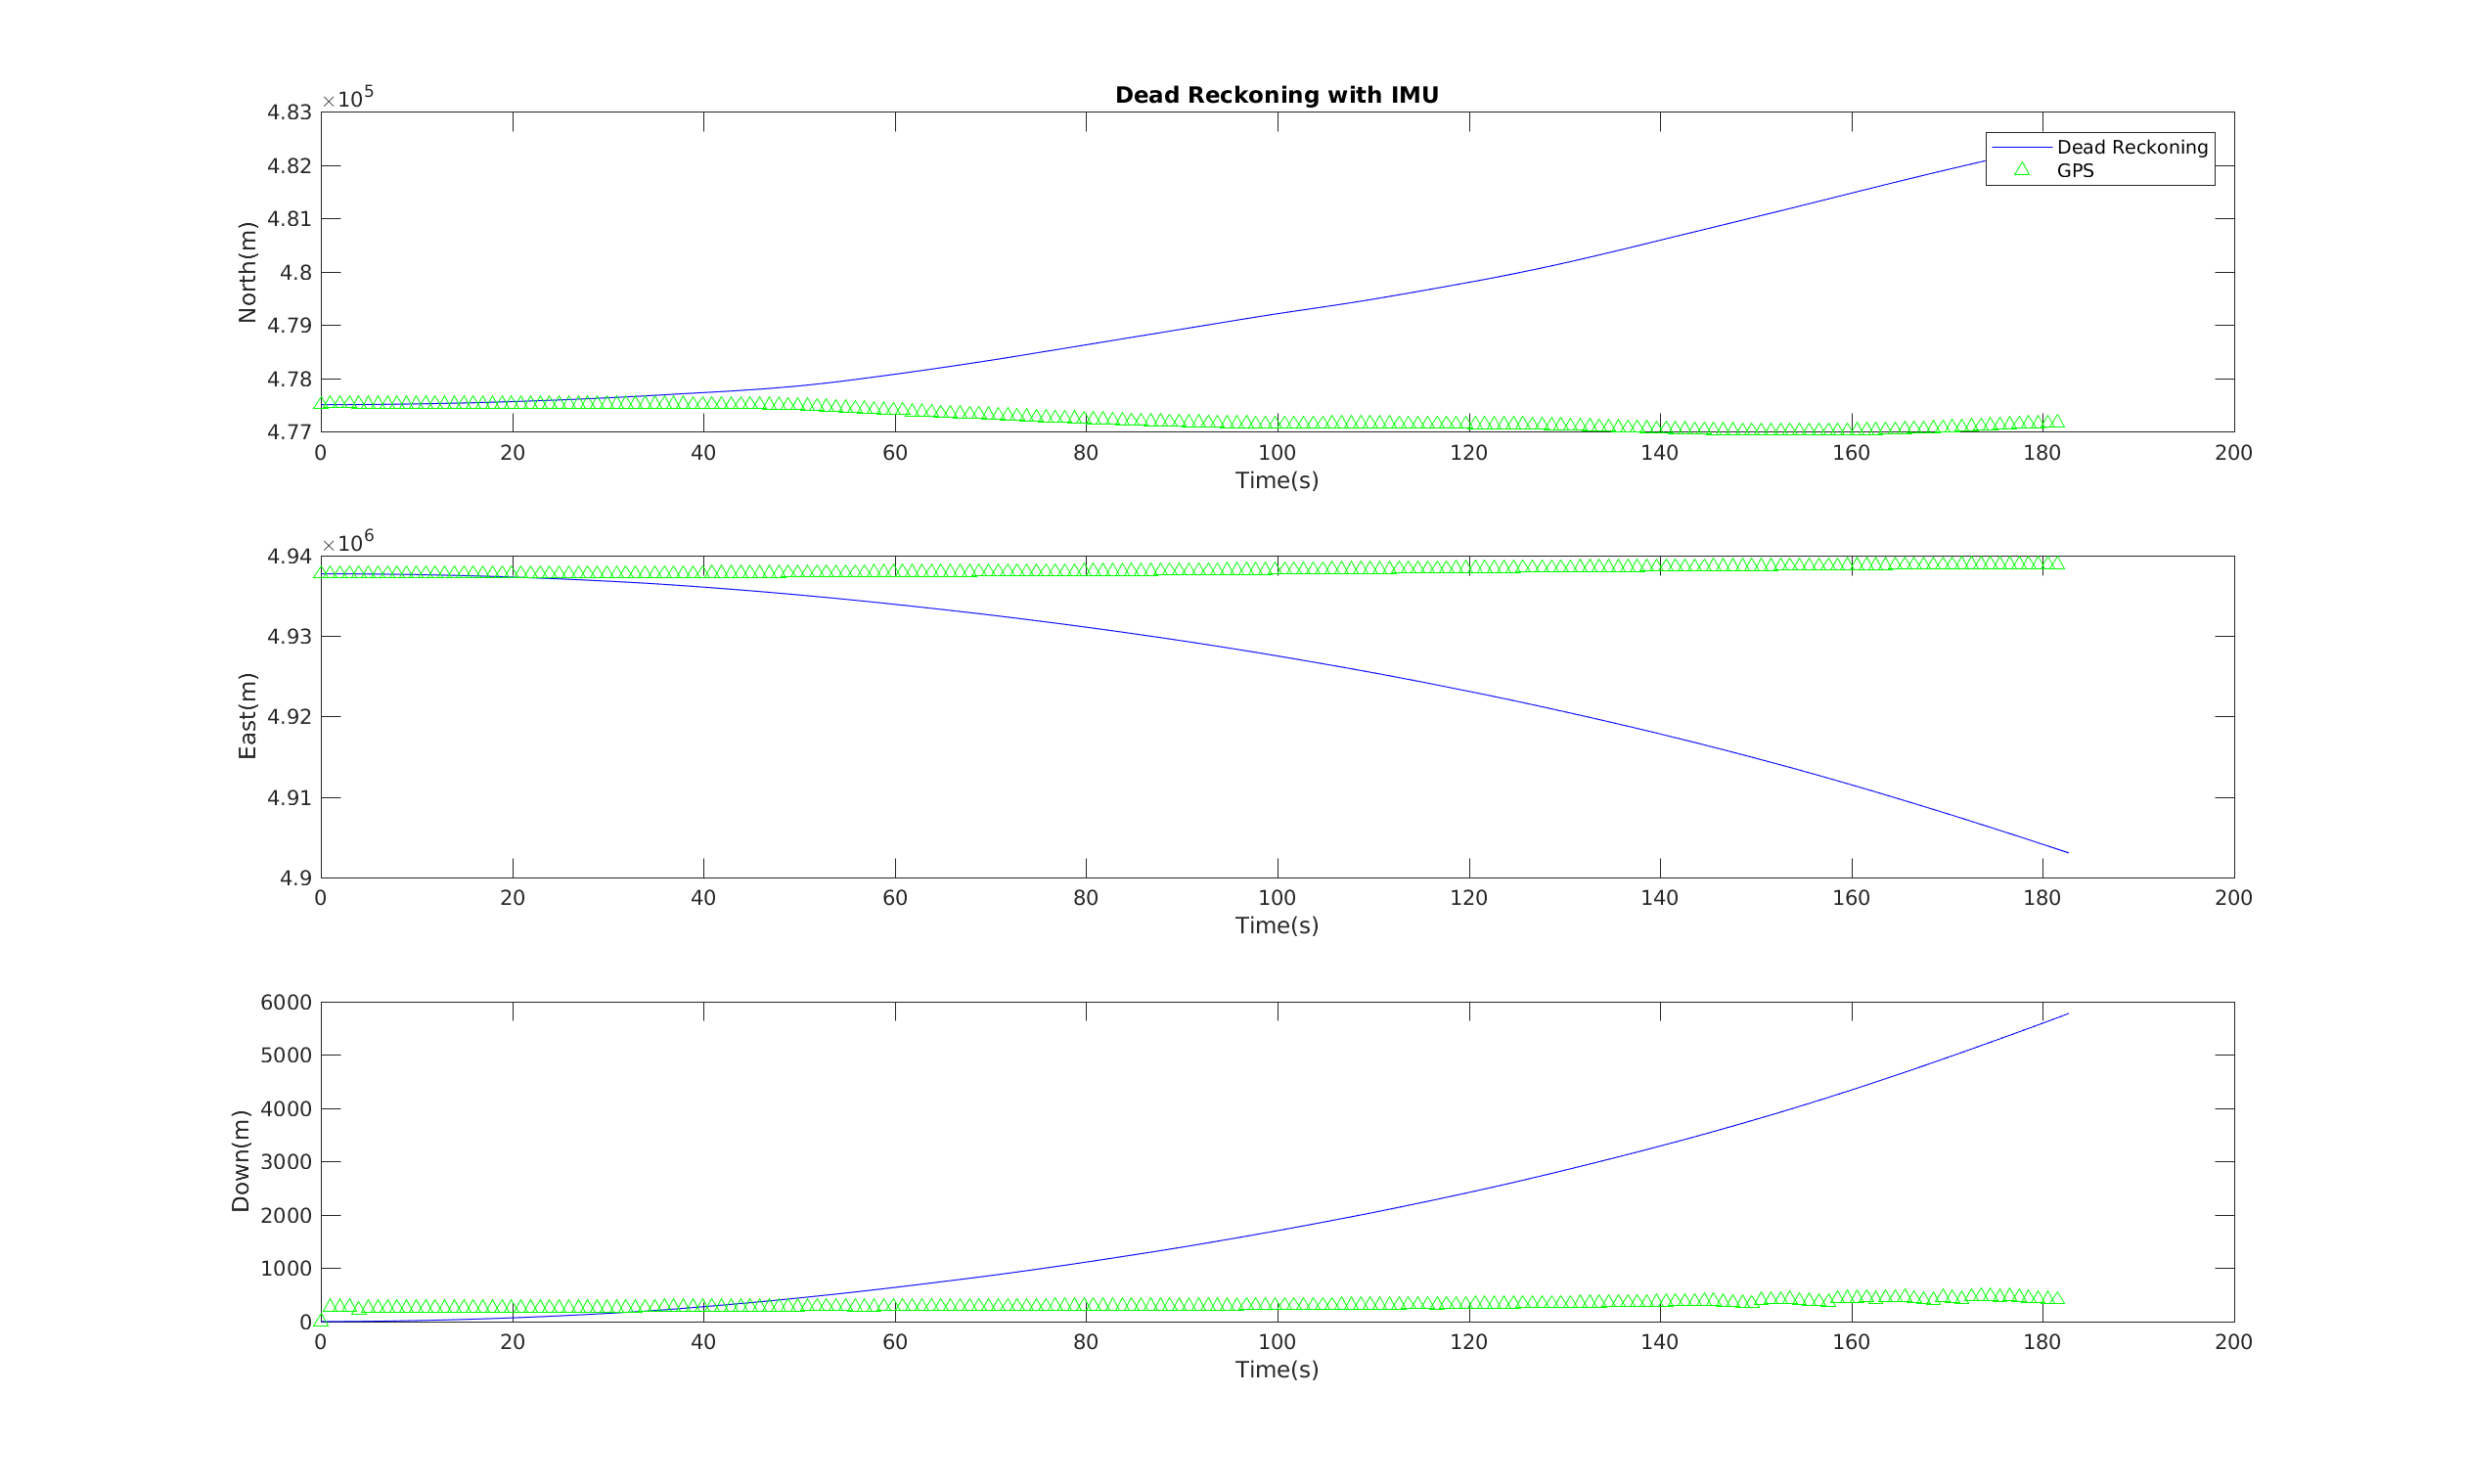 Dead Reckoning with IMU
×10^5
4.83
4.82
4.81
4.8
4.79
4.78
4.77
North(m)
Dead Reckoning
GPS
0 20 40 60 80 100 120 140 160 180 200
Time(s)
×10^6
4.94
4.93
4.92
4.91
4.9
East(m)
0 20 40 60 80 100 120 140 160 180 200
Time(s)
6000
5000
4000
3000
2000
1000
0
Down(m)
0 20 40 60 80 100 120 140 160 180 200
Time(s)